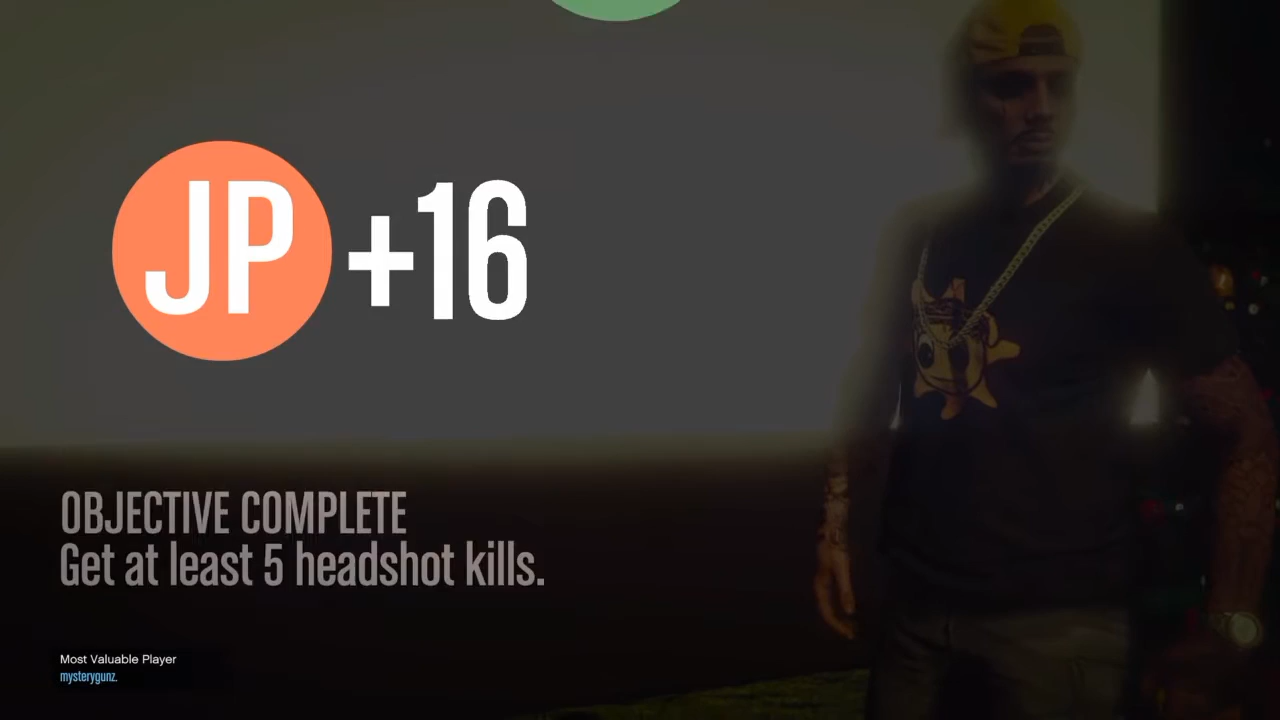 JP +16
OBJECTIVE COMPLETE
Get at least 5 headshot kills.
Most Valuable Player
mysterygunz.